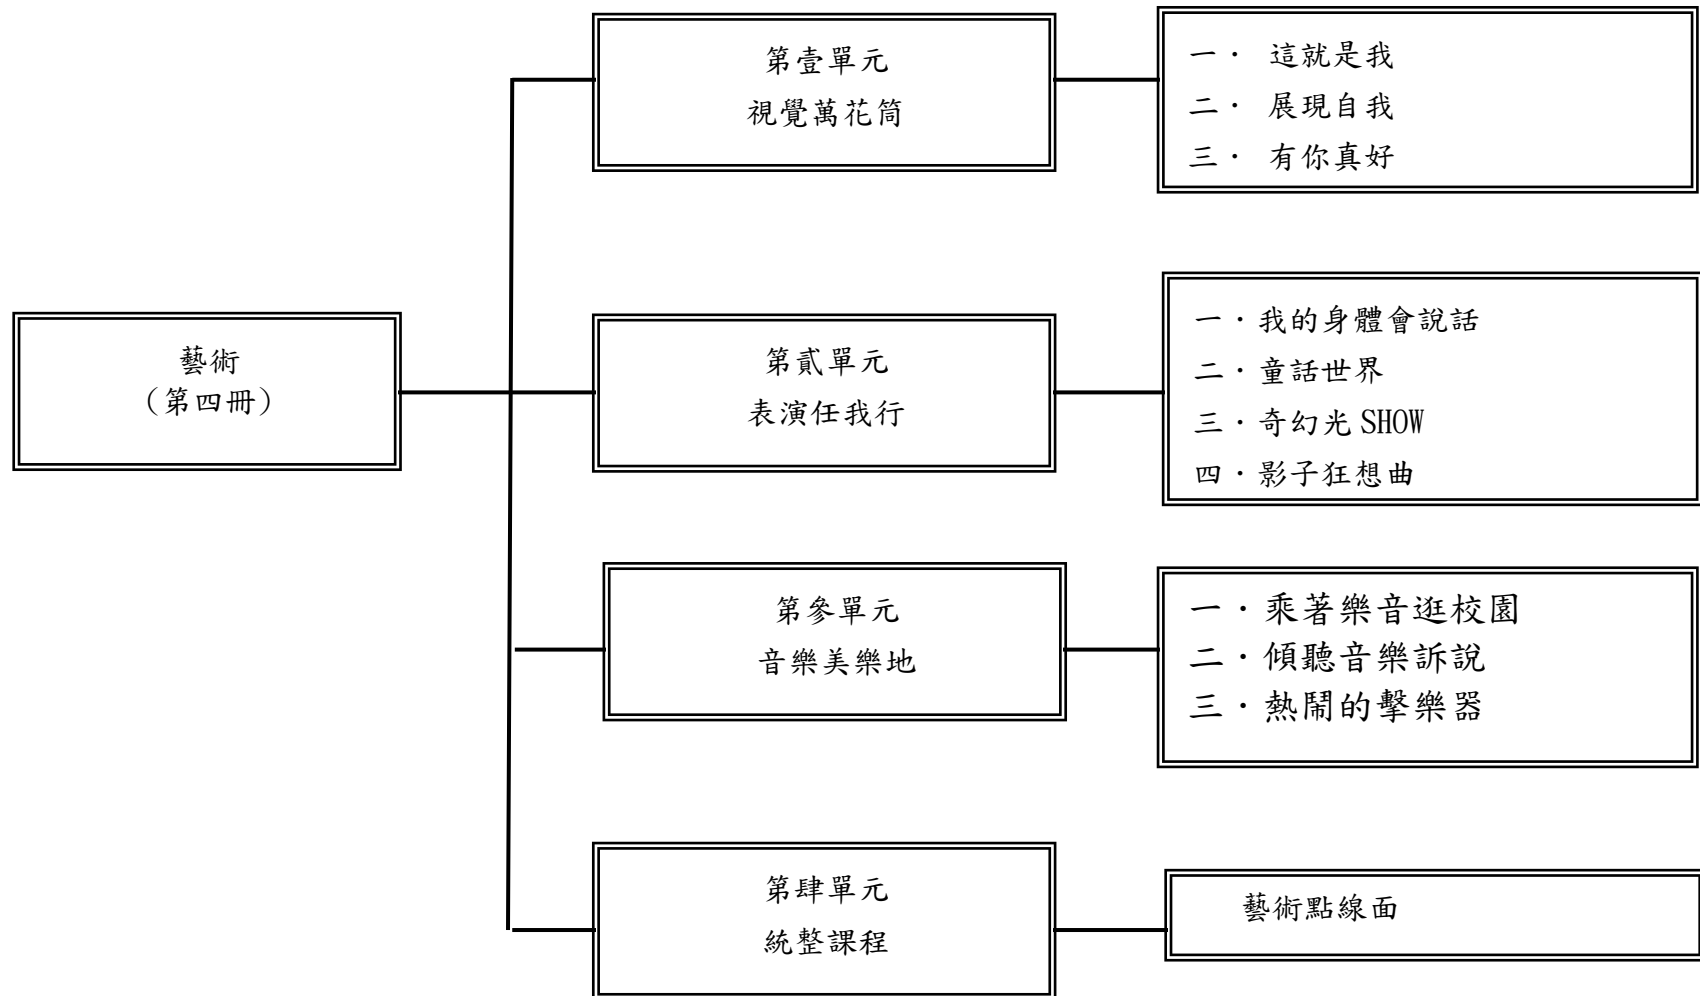 藝術
（第四冊）
第壹單元
視覺萬花筒
一． 這就是我
二． 展現自我
三． 有你真好
第貳單元
表演任我行
一．我的身體會說話
二．童話世界
三．奇幻光 SHOW
四．影子狂想曲
第參單元
音樂美樂地
一．乘著樂音逛校園
二．傾聽音樂訴說
三．熱鬧的擊樂器
第肆單元
統整課程
藝術點線面